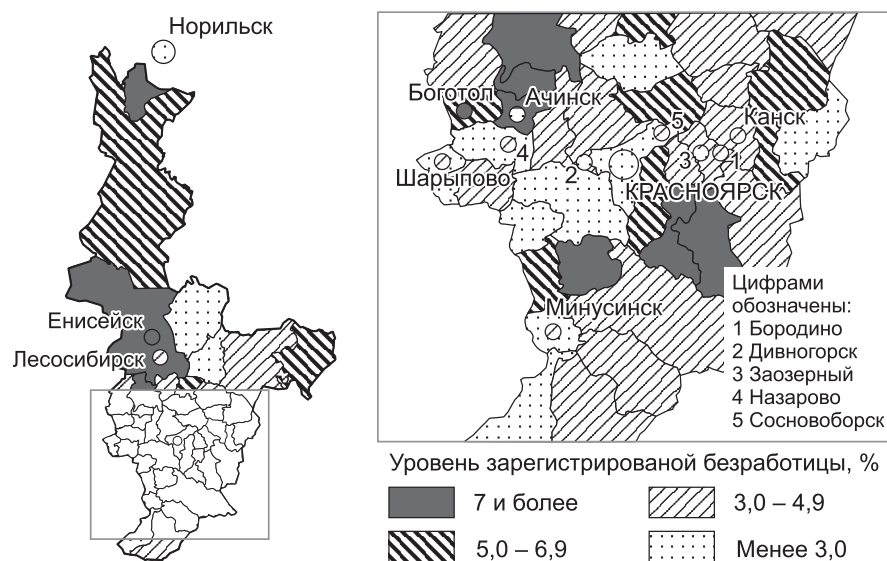 Норильск
Енисейск
Лесосибирск
Боготол
Ачинск
Канск
5
4
3
1
2
Шарыпово
КРАСНОЯРСК
Минусинск
Цифрами
обозначены:
1 Бородино
2 Дивногорск
3 Заозерный
4 Назарово
5 Сосновоборск
Уровень зарегистрированой безработицы, %
7 и более
3,0 – 4,9
5,0 – 6,9
Менее 3,0